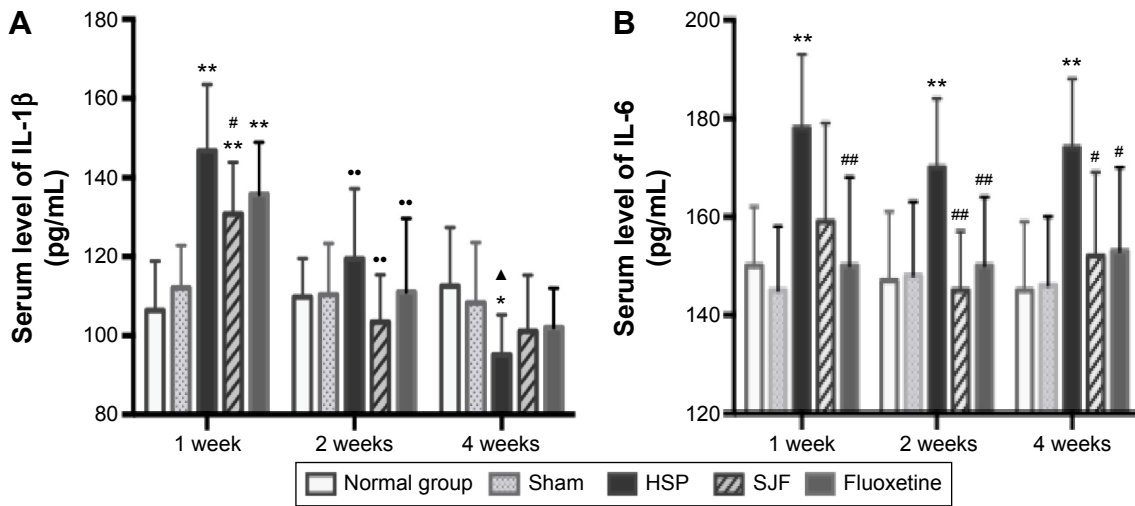 A
Serum level of IL-1β
(pg/mL)
180
160
140
120
100
80
**
#
**
**
••
••
••
▲
*
1 week
2 weeks
4 weeks
B
Serum level of IL-6
(pg/mL)
200
180
160
140
120
**
##
**
##
##
**
#
#
1 week
2 weeks
4 weeks
Normal group Sham HSP SJF Fluoxetine